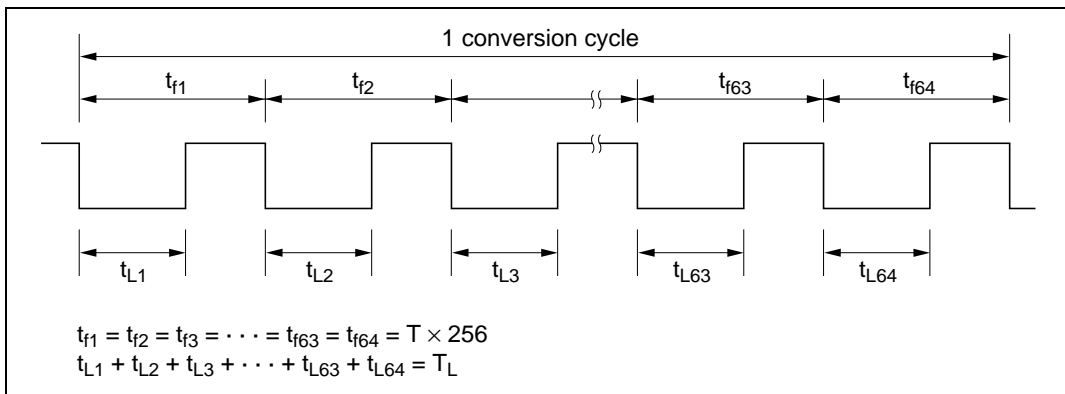 1 conversion cycle
tf1 tf2 tf63 tf64
tL1 tL2 tL3 tL63 tL64
tf1 = tf2 = tf3 = · · · = tf63 = tf64 = T × 256
tL1 + tL2 + tL3 + · · · + tL63 + tL64 = TL